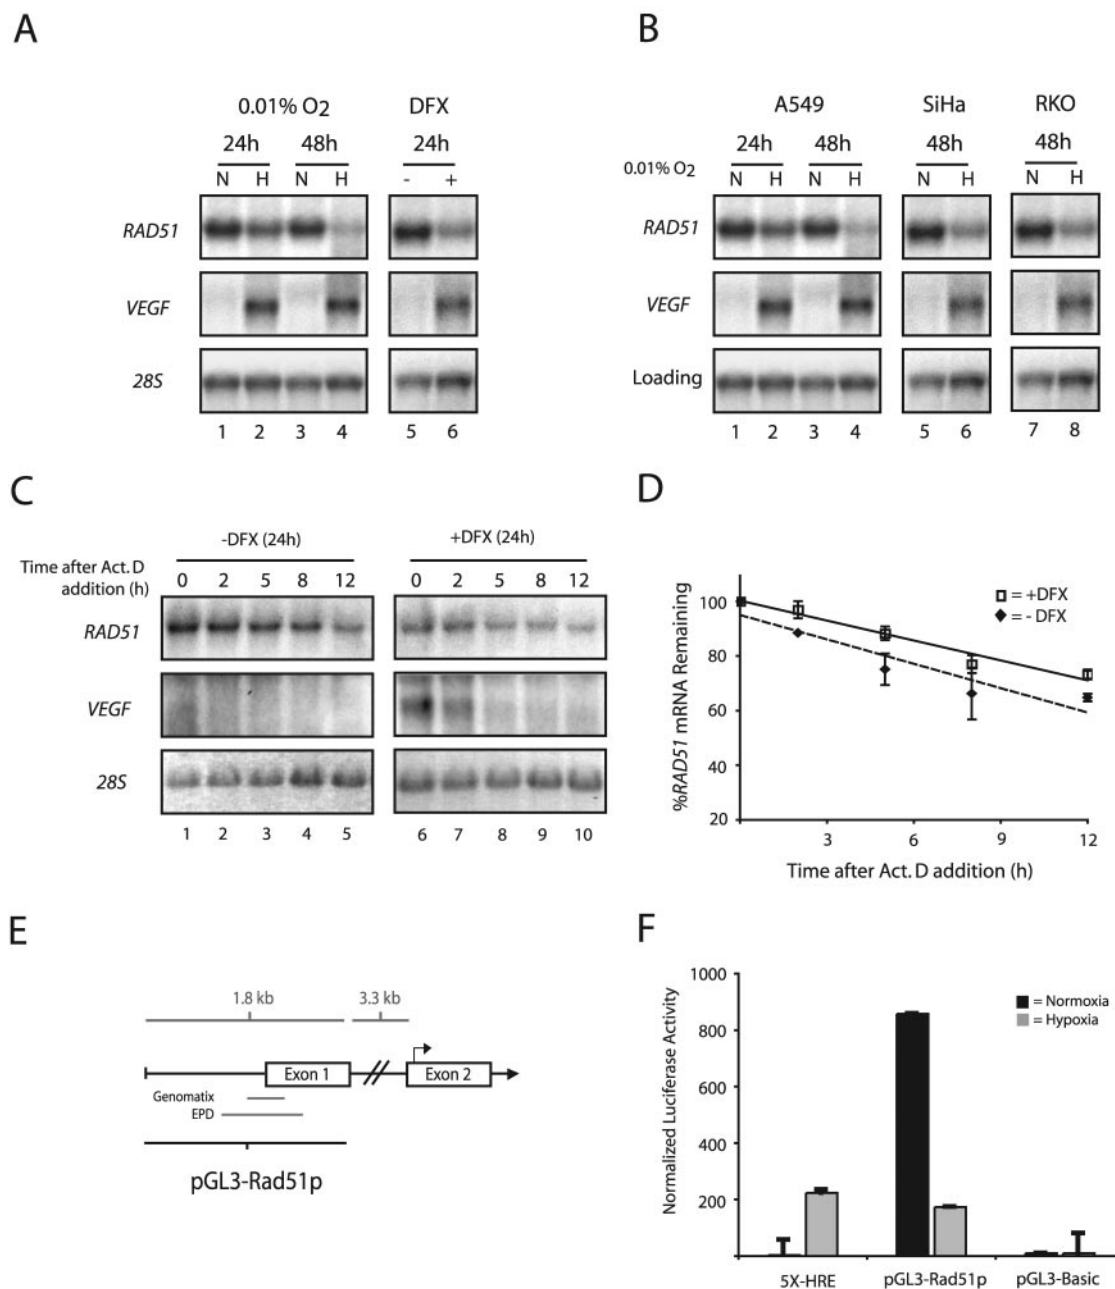 A
0.01% O2 DFX
24h 48h 24h
N H N H - +
RAD51
VEGF
28S
1 2 3 4 5 6
B
A549 SiHa RKO
24h 48h 48h 48h
0.01% O2 N H N H N H N H
RAD51
VEGF
Loading
1 2 3 4 5 6 7 8
C
-DFX (24h) +DFX (24h)
Time after Act. D
addition (h) 0 2 5 8 12 0 2 5 8 12
RAD51
VEGF
28S
1 2 3 4 5 6 7 8 9 10
D
%RAD51 mRNA Remaining
100
80
60
40
20
= +DFX
= - DFX
3 6 9 12
Time after Act. D addition (h)
E
1.8 kb 3.3 kb
Exon 1 Exon 2
Genomatix
EPD
pGL3-Rad51p
F
Normalized Luciferase Activity
1000
800
600
400
200
= Normoxia
= Hypoxia
5X-HRE pGL3-Rad51p pGL3-Basic